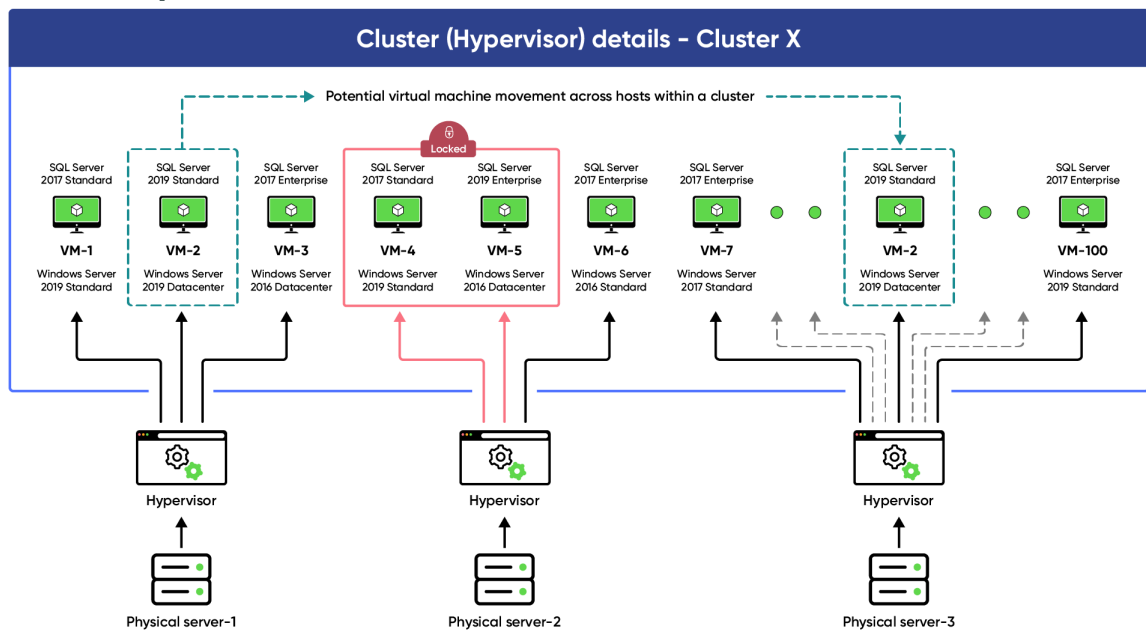 Cluster (Hypervisor) details - Cluster X
Potential virtual machine movement across hosts within a cluster
Locked
SQL Server
2017 Standard
VM-1
Windows Server
2019 Standard
SQL Server
2019 Standard
VM-2
Windows Server
2019 Datacenter
SQL Server
2017 Enterprise
VM-3
Windows Server
2016 Datacenter
SQL Server
2017 Standard
VM-4
Windows Server
2019 Standard
SQL Server
2019 Enterprise
VM-5
Windows Server
2016 Datacenter
SQL Server
2017 Enterprise
VM-6
Windows Server
2016 Standard
SQL Server
2017 Enterprise
VM-7
Windows Server
2017 Standard
SQL Server
2019 Standard
VM-2
Windows Server
2019 Datacenter
SQL Server
2017 Enterprise
VM-100
Windows Server
2019 Standard
Hypervisor
Hypervisor
Hypervisor
Physical server-1
Physical server-2
Physical server-3